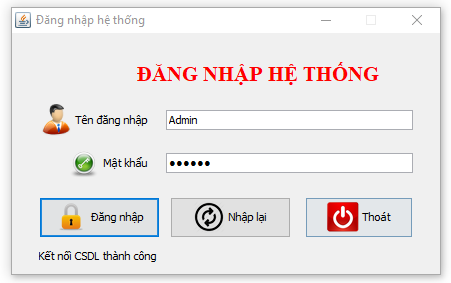 Đăng nhập hệ thống
ĐĂNG NHẬP HỆ THỐNG
Tên đăng nhập Admin
Mật khẩu ●●●●●●
Đăng nhập Nhập lại Thoát
Kết nối CSDL thành công